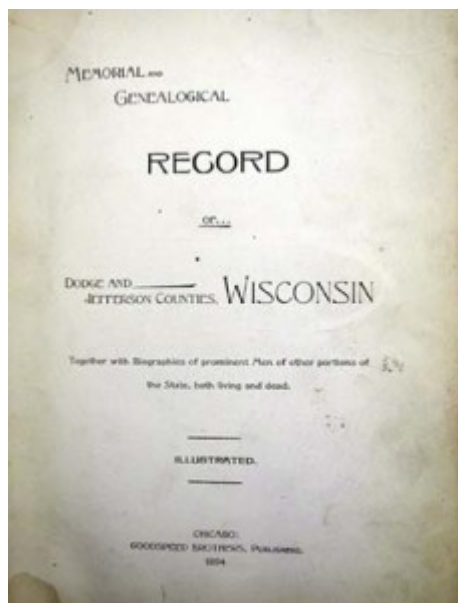 MEMORIAL AND
GENEALOGICAL
RECORD
OF...
DODGE AND
JEFFERSON COUNTIES, WISCONSIN
Together with Biographies of prominent Men of other portions of
the State, both living and dead.
ILLUSTRATED.
CHICAGO:
GOODSPEED BROTHERS, PUBLISHERS,
1894